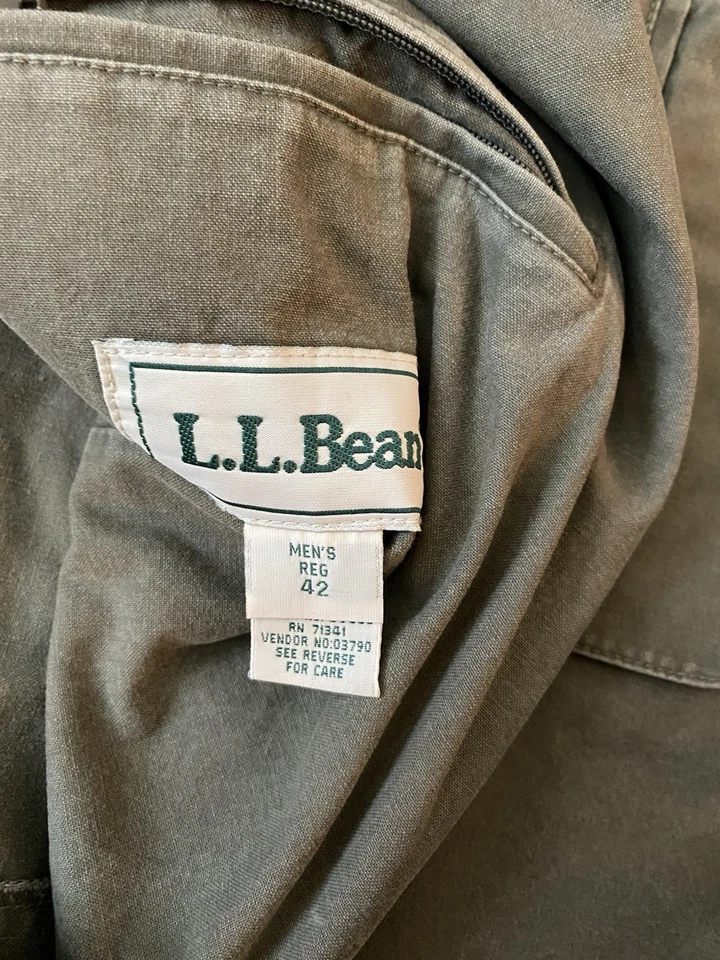 L.L.Bean
MEN'S
REG
42
RN 71341
VENDOR NO:03790
SEE REVERSE
FOR CARE